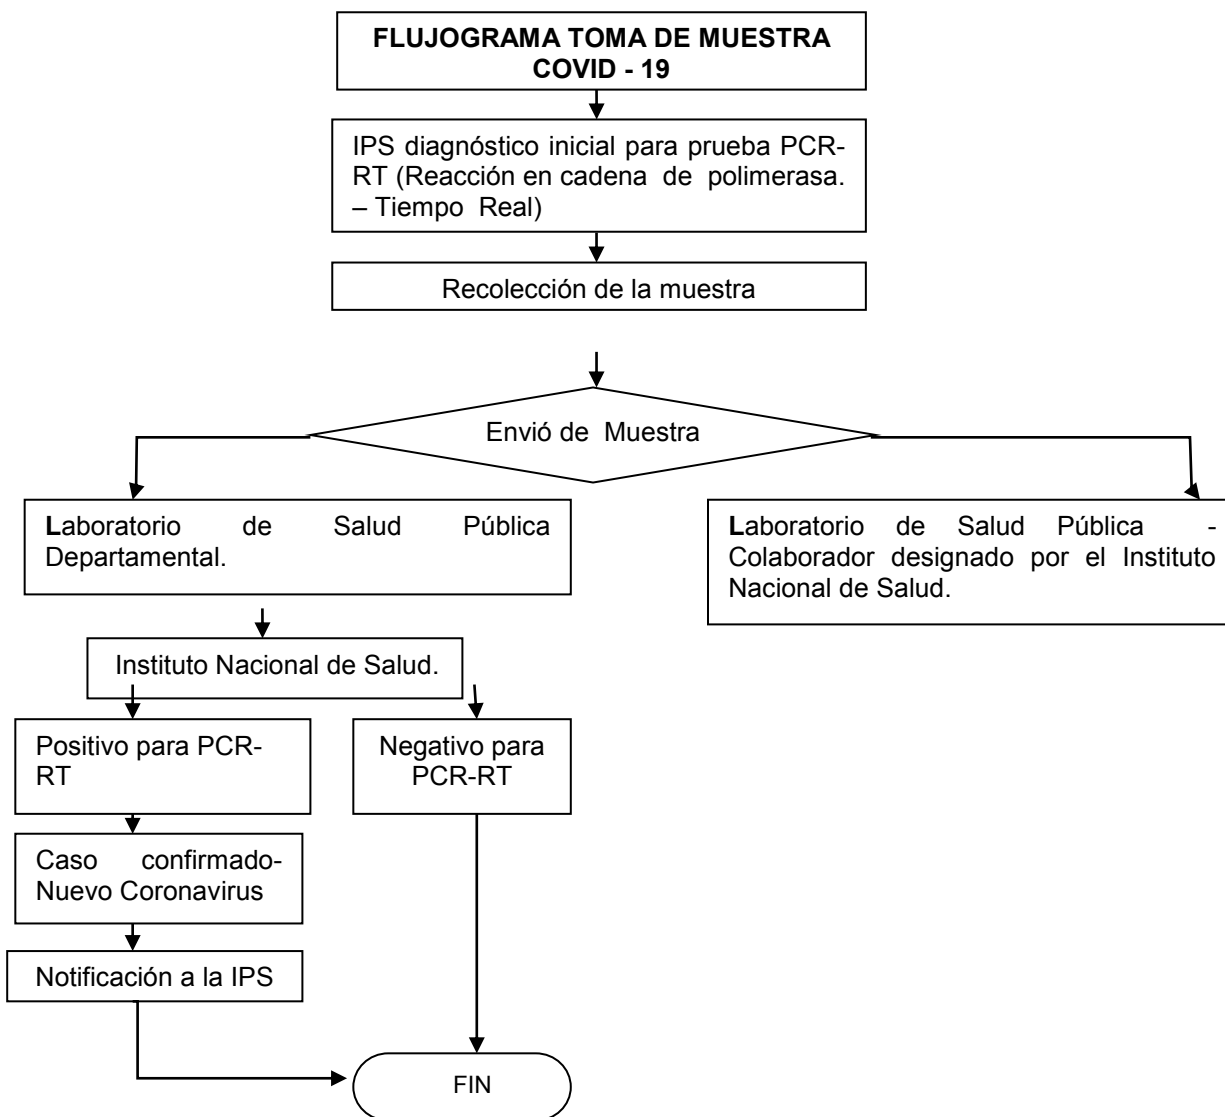 FLUJOGRAMA TOMA DE MUESTRA
COVID - 19
IPS diagnóstico inicial para prueba PCR-
RT (Reacción en cadena de polimerasa.
– Tiempo Real)
Recolección de la muestra
Envió de Muestra
Laboratorio de Salud Pública
Departamental.
Laboratorio de Salud Pública -
Colaborador designado por el Instituto
Nacional de Salud.
Instituto Nacional de Salud.
Positivo para PCR-
RT
Negativo para
PCR-RT
Caso confirmado-
Nuevo Coronavirus
Notificación a la IPS
FIN